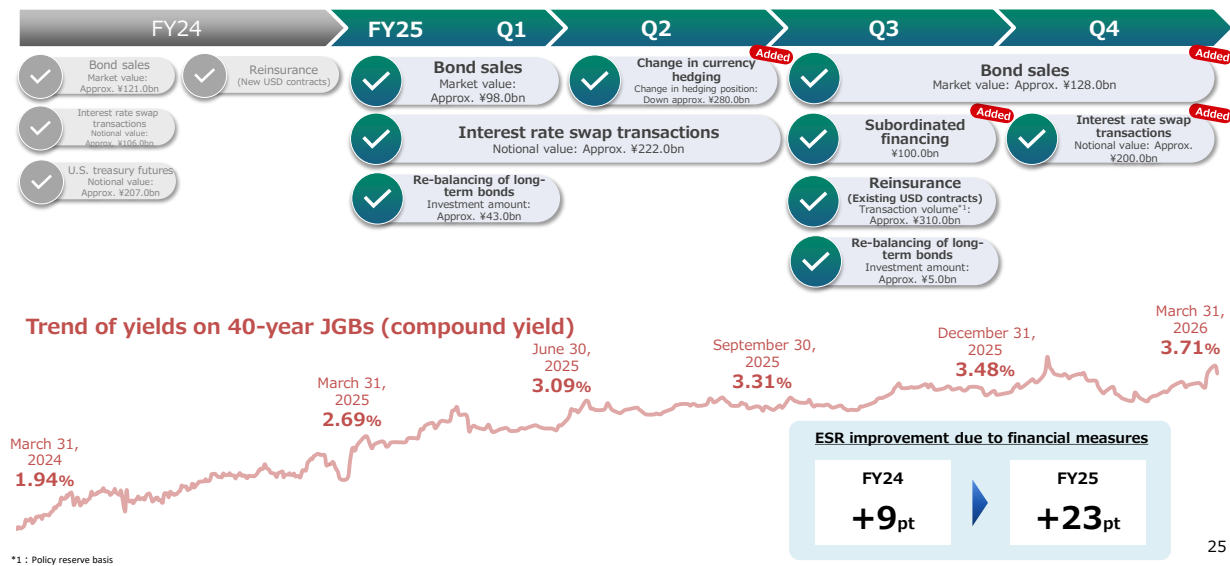 FY24
FY25
Q1
Q2
Q3
Q4
Bond sales
Market value:
Approx. ¥121.0bn
Reinsurance
(New USD contracts)
Interest rate swap
transactions
Notional value:
Approx. ¥106.0bn
U.S. treasury futures
Notional value:
Approx. ¥207.0bn
Bond sales
Market value:
Approx. ¥98.0bn
Added
Change in currency
hedging
Change in hedging position:
Down approx. ¥280.0bn
Interest rate swap transactions
Notional value: Approx. ¥222.0bn
Re-balancing of long-
term bonds
Investment amount:
Approx. ¥43.0bn
Added
Bond sales
Market value: Approx. ¥128.0bn
Added
Subordinated
financing
¥100.0bn
Added
Interest rate swap
transactions
Notional value: Approx.
¥200.0bn
Reinsurance
(Existing USD contracts)
Transaction volume*1:
Approx. ¥310.0bn
Re-balancing of long-
term bonds
Investment amount:
Approx. ¥5.0bn
Trend of yields on 40-year JGBs (compound yield)
March 31,
2024
1.94%
March 31,
2025
2.69%
June 30,
2025
3.09%
September 30,
2025
3.31%
December 31,
2025
3.48%
March 31,
2026
3.71%
ESR improvement due to financial measures
FY24
+9pt
FY25
+23pt
*1 : Policy reserve basis
25